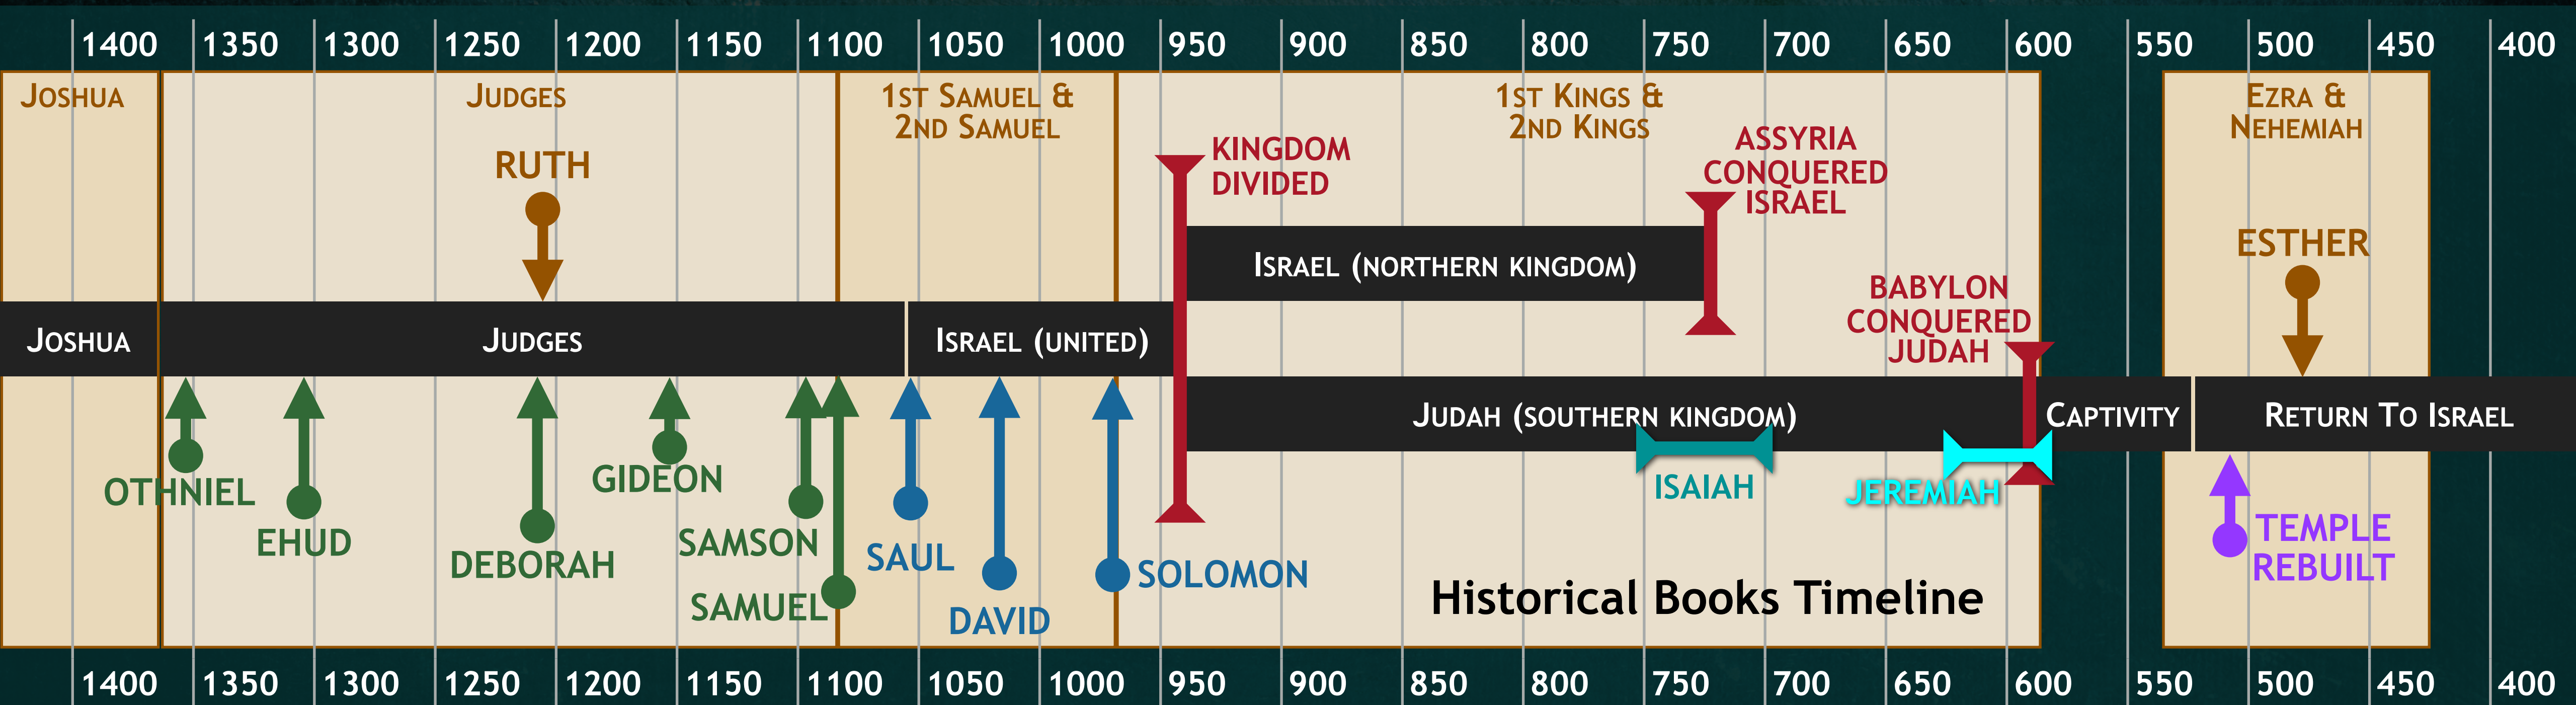 1400 1350 1300 1250 1200 1150 1100 1050 1000 950 900 850 800 750 700 650 600 550 500 450 400
Joshua
Judges
1st Samuel &
2nd Samuel
1st Kings &
2nd Kings
Ezra &
Nehemiah
RUTH
KINGDOM
DIVIDED
ASSYRIA
CONQUERED
ISRAEL
ESTHER
Israel (northern kingdom)
BABYLON
CONQUERED
JUDAH
Joshua
Judges
Israel (united)
Judah (southern kingdom)
Captivity
Return To Israel
OTHNIEL
EHUD
DEBORAH
GIDEON
SAMSON
SAMUEL
SAUL
DAVID
SOLOMON
ISAIAH
JEREMIAH
TEMPLE
REBUILT
Historical Books Timeline
1400 1350 1300 1250 1200 1150 1100 1050 1000 950 900 850 800 750 700 650 600 550 500 450 400